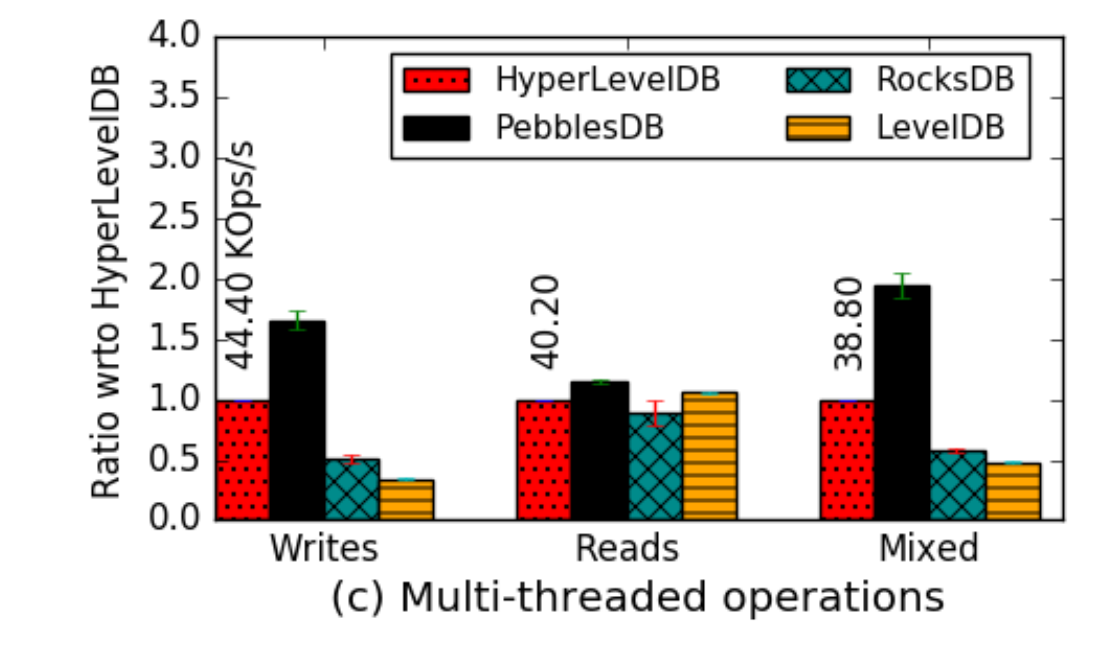 Ratio wrto HyperLevelDB
4.0
3.5
3.0
2.5
2.0
1.5
1.0
0.5
0.0
HyperLevelDB
RocksDB
PebblesDB
LevelDB
44.40 KOps/s
40.20
38.80
Writes
Reads
Mixed
(c) Multi-threaded operations